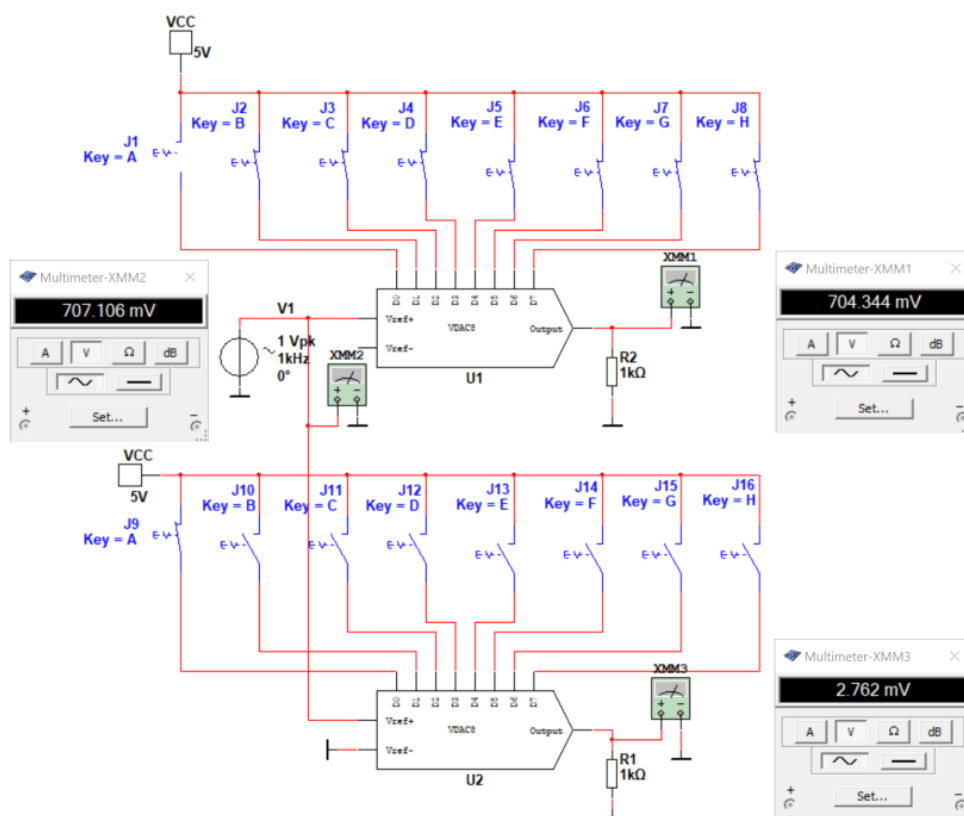 VCC
5V
J1
Key = A
J2
Key = B
J3
Key = C
J4
Key = D
J5
Key = E
J6
Key = F
J7
Key = G
J8
Key = H
Multimeter-XMM2
707.106 mV
A V Ω dB
Set...
+ −
V1
1 Vpk
1kHz
0°
XMM2
+ −
D0 D1 D2 D3 D4 D5 D6 D7
Vref+
VDAC8
Output
Vref-
U1
XMM1
+ −
R2
1kΩ
Multimeter-XMM1
704.344 mV
A V Ω dB
Set...
+ −
VCC
5V
J9
Key = A
J10
Key = B
J11
Key = C
J12
Key = D
J13
Key = E
J14
Key = F
J15
Key = G
J16
Key = H
D0 D1 D2 D3 D4 D5 D6 D7
Vref+
VDAC8
Output
Vref-
U2
XMM3
+ −
R1
1kΩ
Multimeter-XMM3
2.762 mV
A V Ω dB
Set...
+ −